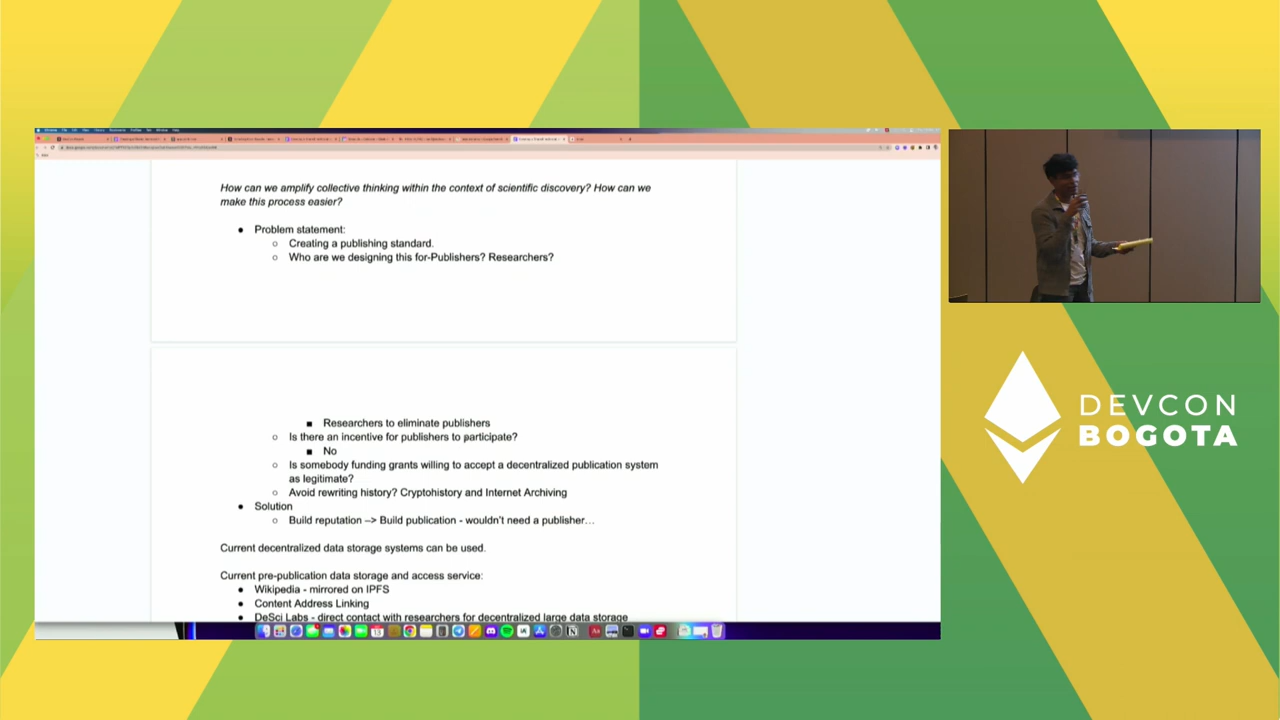 How can we amplify collective thinking within the context of scientific discovery? How can we
make this process easier?
● Problem statement:
○ Creating a publishing standard.
○ Who are we designing this for-Publishers? Researchers?
■ Researchers to eliminate publishers
○ Is there an incentive for publishers to participate?
■ No
○ Is somebody funding grants willing to accept a decentralized publication system
as legitimate?
○ Avoid rewriting history? Cryptohistory and Internet Archiving
● Solution
○ Build reputation –> Build publication - wouldn't need a publisher…
Current decentralized data storage systems can be used.
Current pre-publication data storage and access service:
● Wikipedia - mirrored on IPFS
● Content Address Linking
● DeSci Labs - direct contact with researchers for decentralized large data storage
DEVCON
BOGOTA